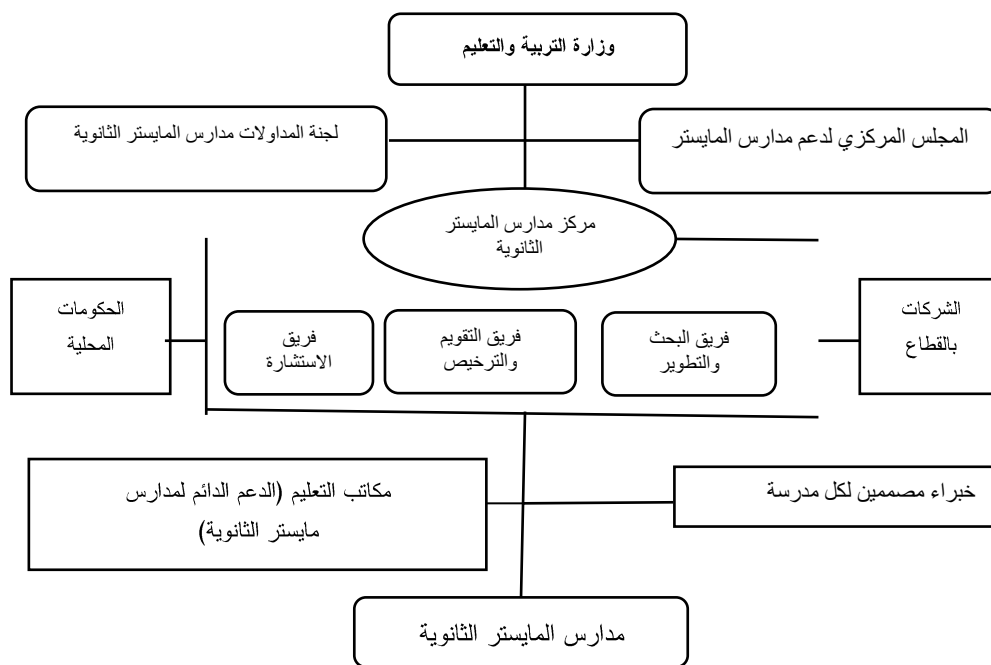 وزارة التربية والتعليم
المجلس المركزي لدعم مدارس المايستر
لجنة المداولات مدارس المايستر الثانوية
مركز مدارس المايستر
الثانوية
الشركات
بالقطاع
فريق البحث
والتطوير
فريق التقويم
والترخيص
فريق
الاستشارة
الحكومات
المحلية
خبراء مصممين لكل مدرسة
مكاتب التعليم (الدعم الدائم لمدارس
مايستر الثانوية)
مدارس المايستر الثانوية